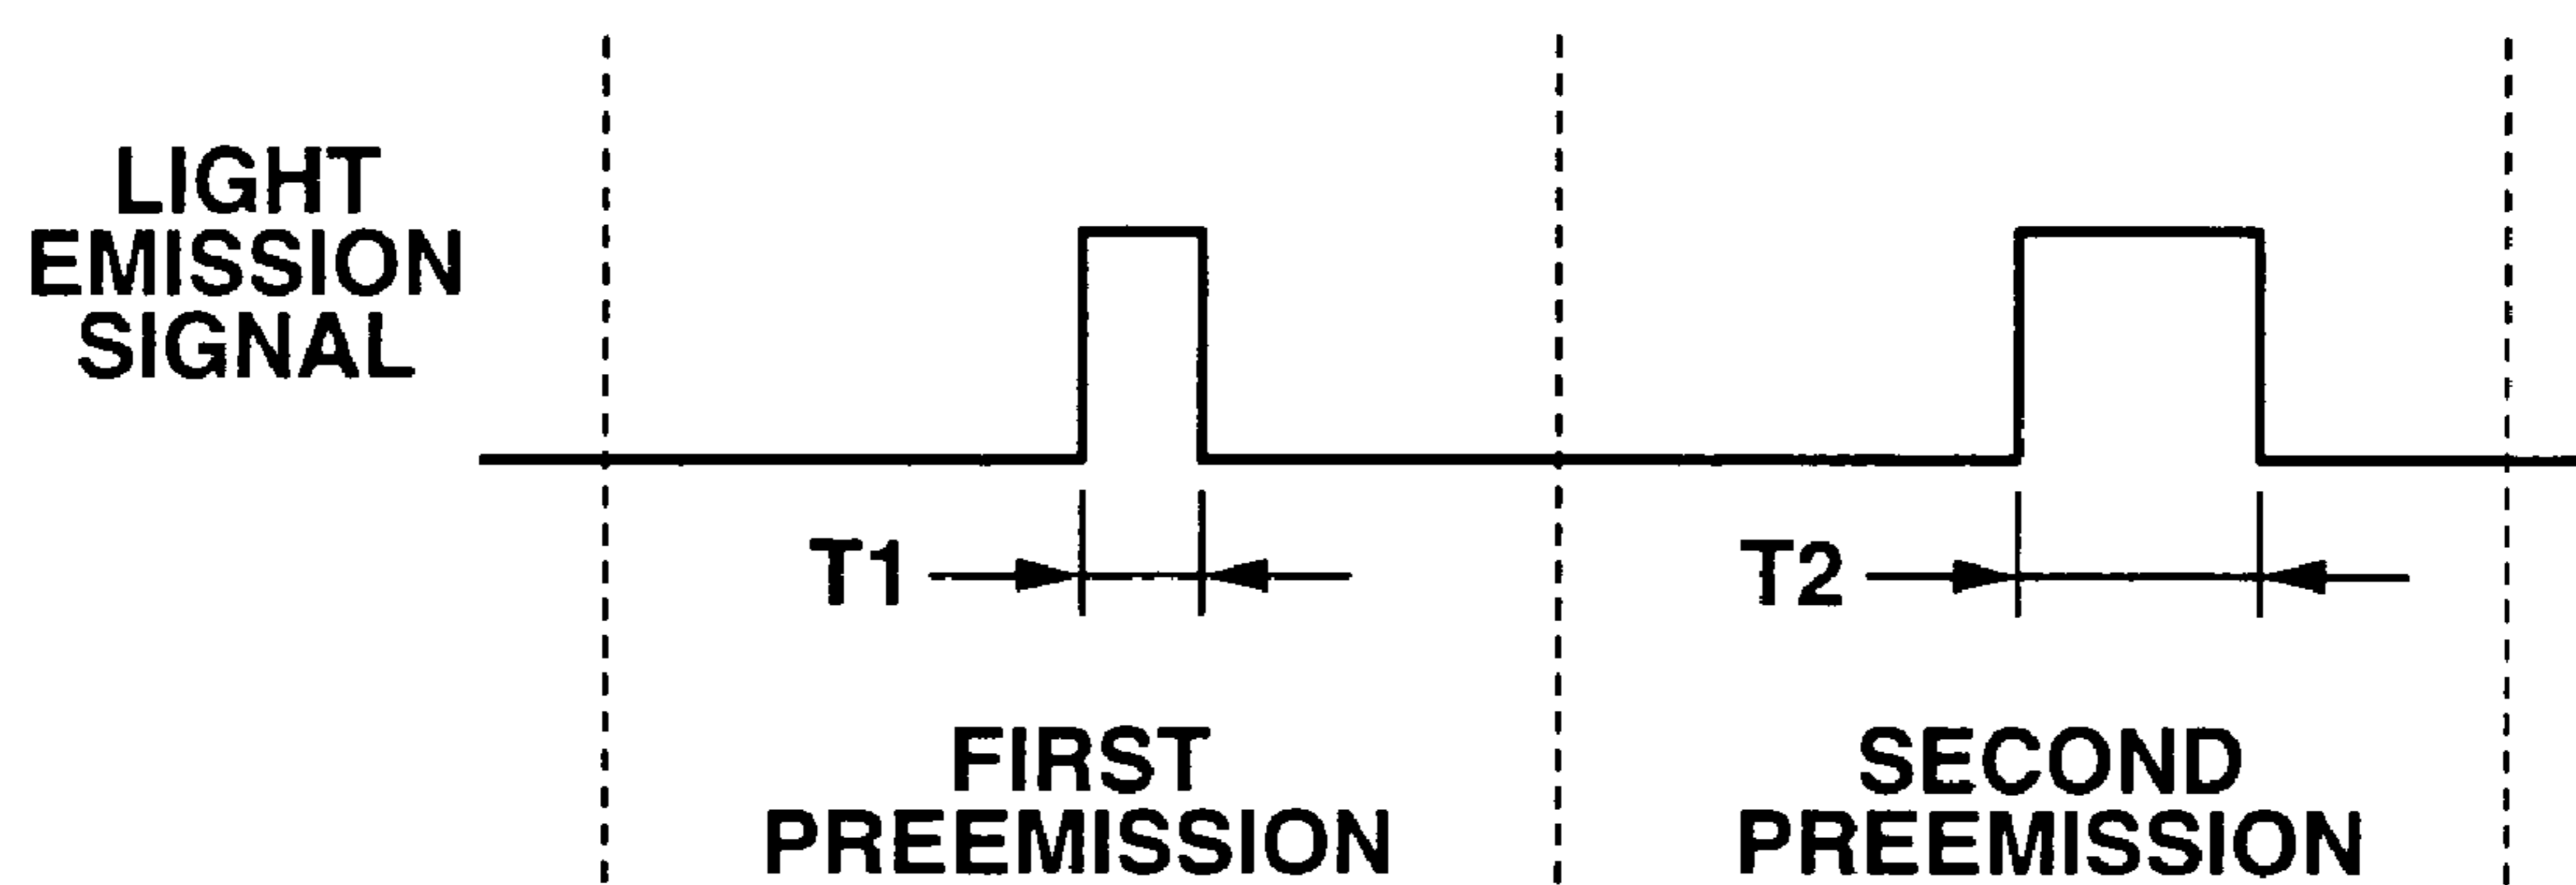 LIGHT
EMISSION
SIGNAL
T1
T2
FIRST
PREEMISSION
SECOND
PREEMISSION